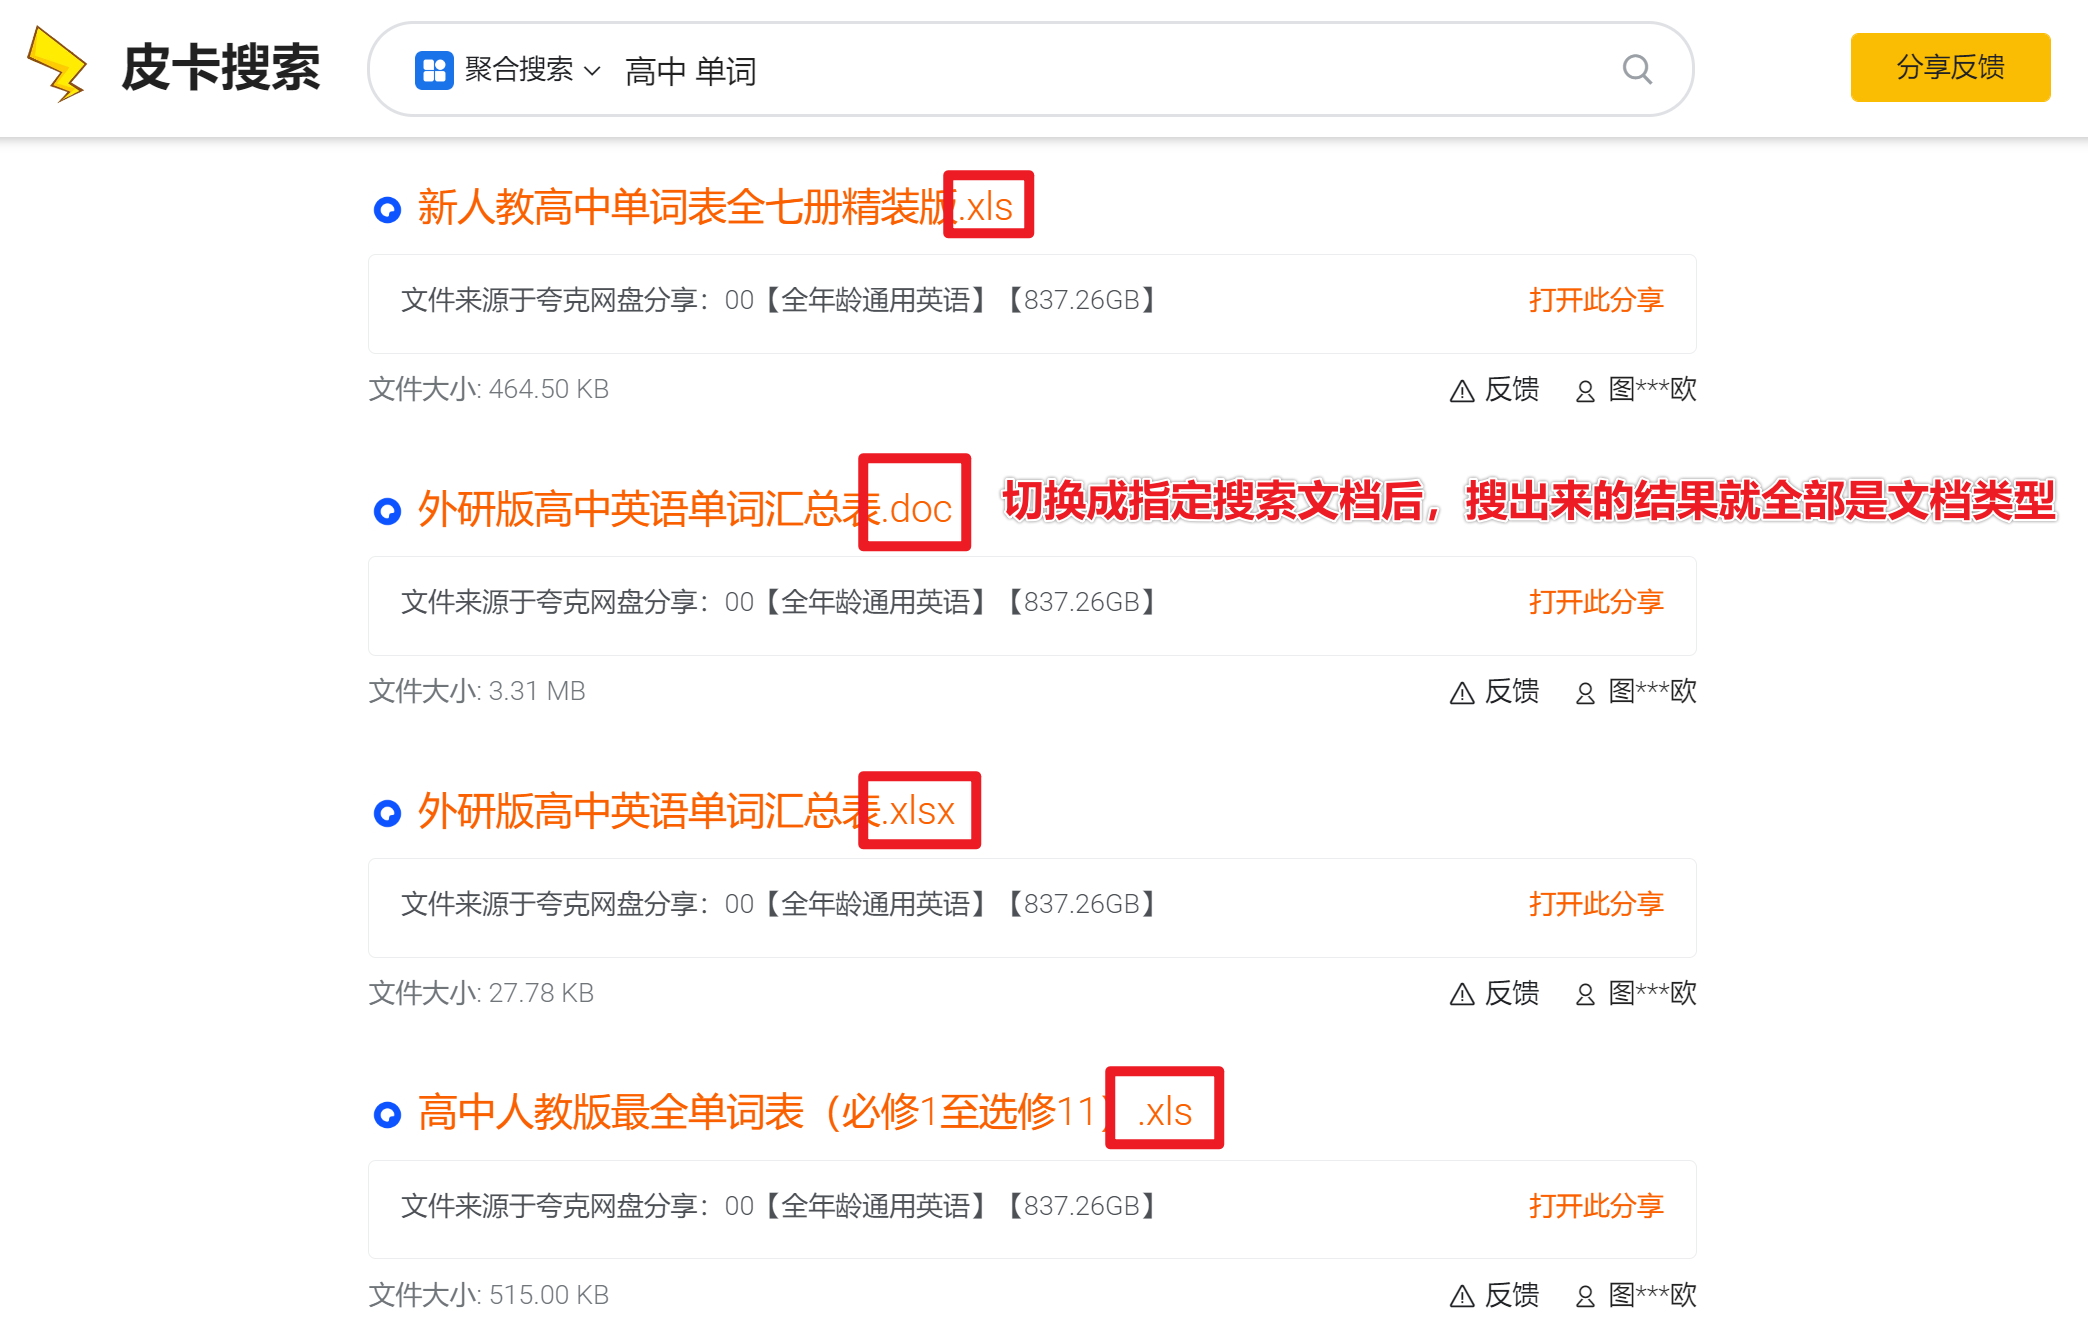 皮卡搜索
聚合搜索 高中 单词
分享反馈
新人教高中单词表全七册精装版.xls
文件来源于夸克网盘分享：00【全年龄通用英语】【837.26GB】 打开此分享
文件大小: 464.50 KB 反馈 图***欧
外研版高中英语单词汇总表.doc
切换成指定搜索文档后，搜出来的结果就全部是文档类型
文件来源于夸克网盘分享：00【全年龄通用英语】【837.26GB】 打开此分享
文件大小: 3.31 MB 反馈 图***欧
外研版高中英语单词汇总表.xlsx
文件来源于夸克网盘分享：00【全年龄通用英语】【837.26GB】 打开此分享
文件大小: 27.78 KB 反馈 图***欧
高中人教版最全单词表（必修1至选修11）.xls
文件来源于夸克网盘分享：00【全年龄通用英语】【837.26GB】 打开此分享
文件大小: 515.00 KB 反馈 图***欧